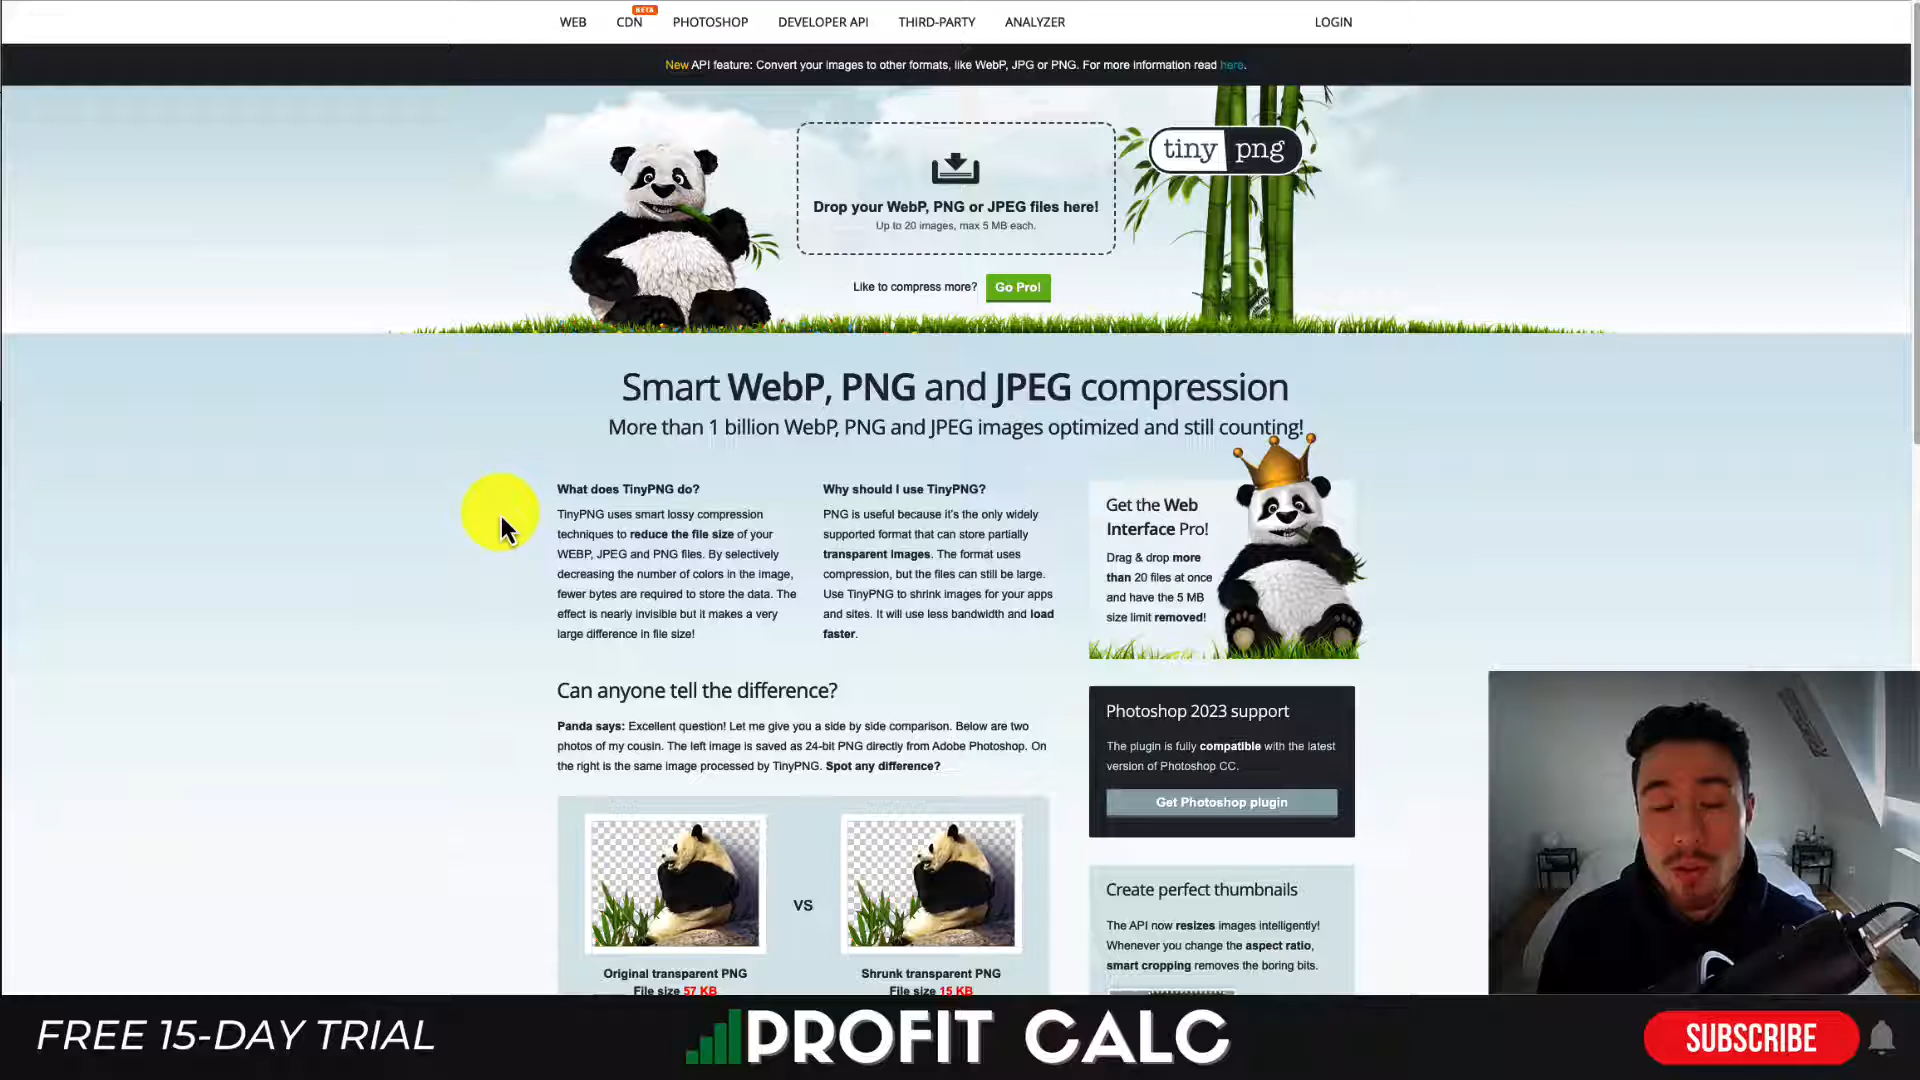 WEB
CDN
BETA
PHOTOSHOP
DEVELOPER API
THIRD-PARTY
ANALYZER
LOGIN
New API feature: Convert your images to other formats, like WebP, JPG or PNG. For more information read here.
tiny png
Drop your WebP, PNG or JPEG files here!
Up to 20 images, max 5 MB each.
Like to compress more?
Go Pro!
Smart WebP, PNG and JPEG compression
More than 1 billion WebP, PNG and JPEG images optimized and still counting!
What does TinyPNG do?
TinyPNG uses smart lossy compression
techniques to reduce the file size of your
WEBP, JPEG and PNG files. By selectively
decreasing the number of colors in the image,
fewer bytes are required to store the data. The
effect is nearly invisible but it makes a very
large difference in file size!
Why should I use TinyPNG?
PNG is useful because it's the only widely
supported format that can store partially
transparent images. The format uses
compression, but the files can still be large.
Use TinyPNG to shrink images for your apps
and sites. It will use less bandwidth and load
faster.
Get the Web
Interface Pro!
Drag & drop more
than 20 files at once
and have the 5 MB
size limit removed!
Can anyone tell the difference?
Panda says: Excellent question! Let me give you a side by side comparison. Below are two
photos of my cousin. The left image is saved as 24-bit PNG directly from Adobe Photoshop. On
the right is the same image processed by TinyPNG. Spot any difference?
VS
Original transparent PNG
File size 57 KB
Shrunk transparent PNG
File size 15 KB
Photoshop 2023 support
The plugin is fully compatible with the latest
version of Photoshop CC.
Get Photoshop plugin
Create perfect thumbnails
The API now resizes images intelligently!
Whenever you change the aspect ratio,
smart cropping removes the boring bits.
FREE 15-DAY TRIAL
PROFIT CALC
SUBSCRIBE